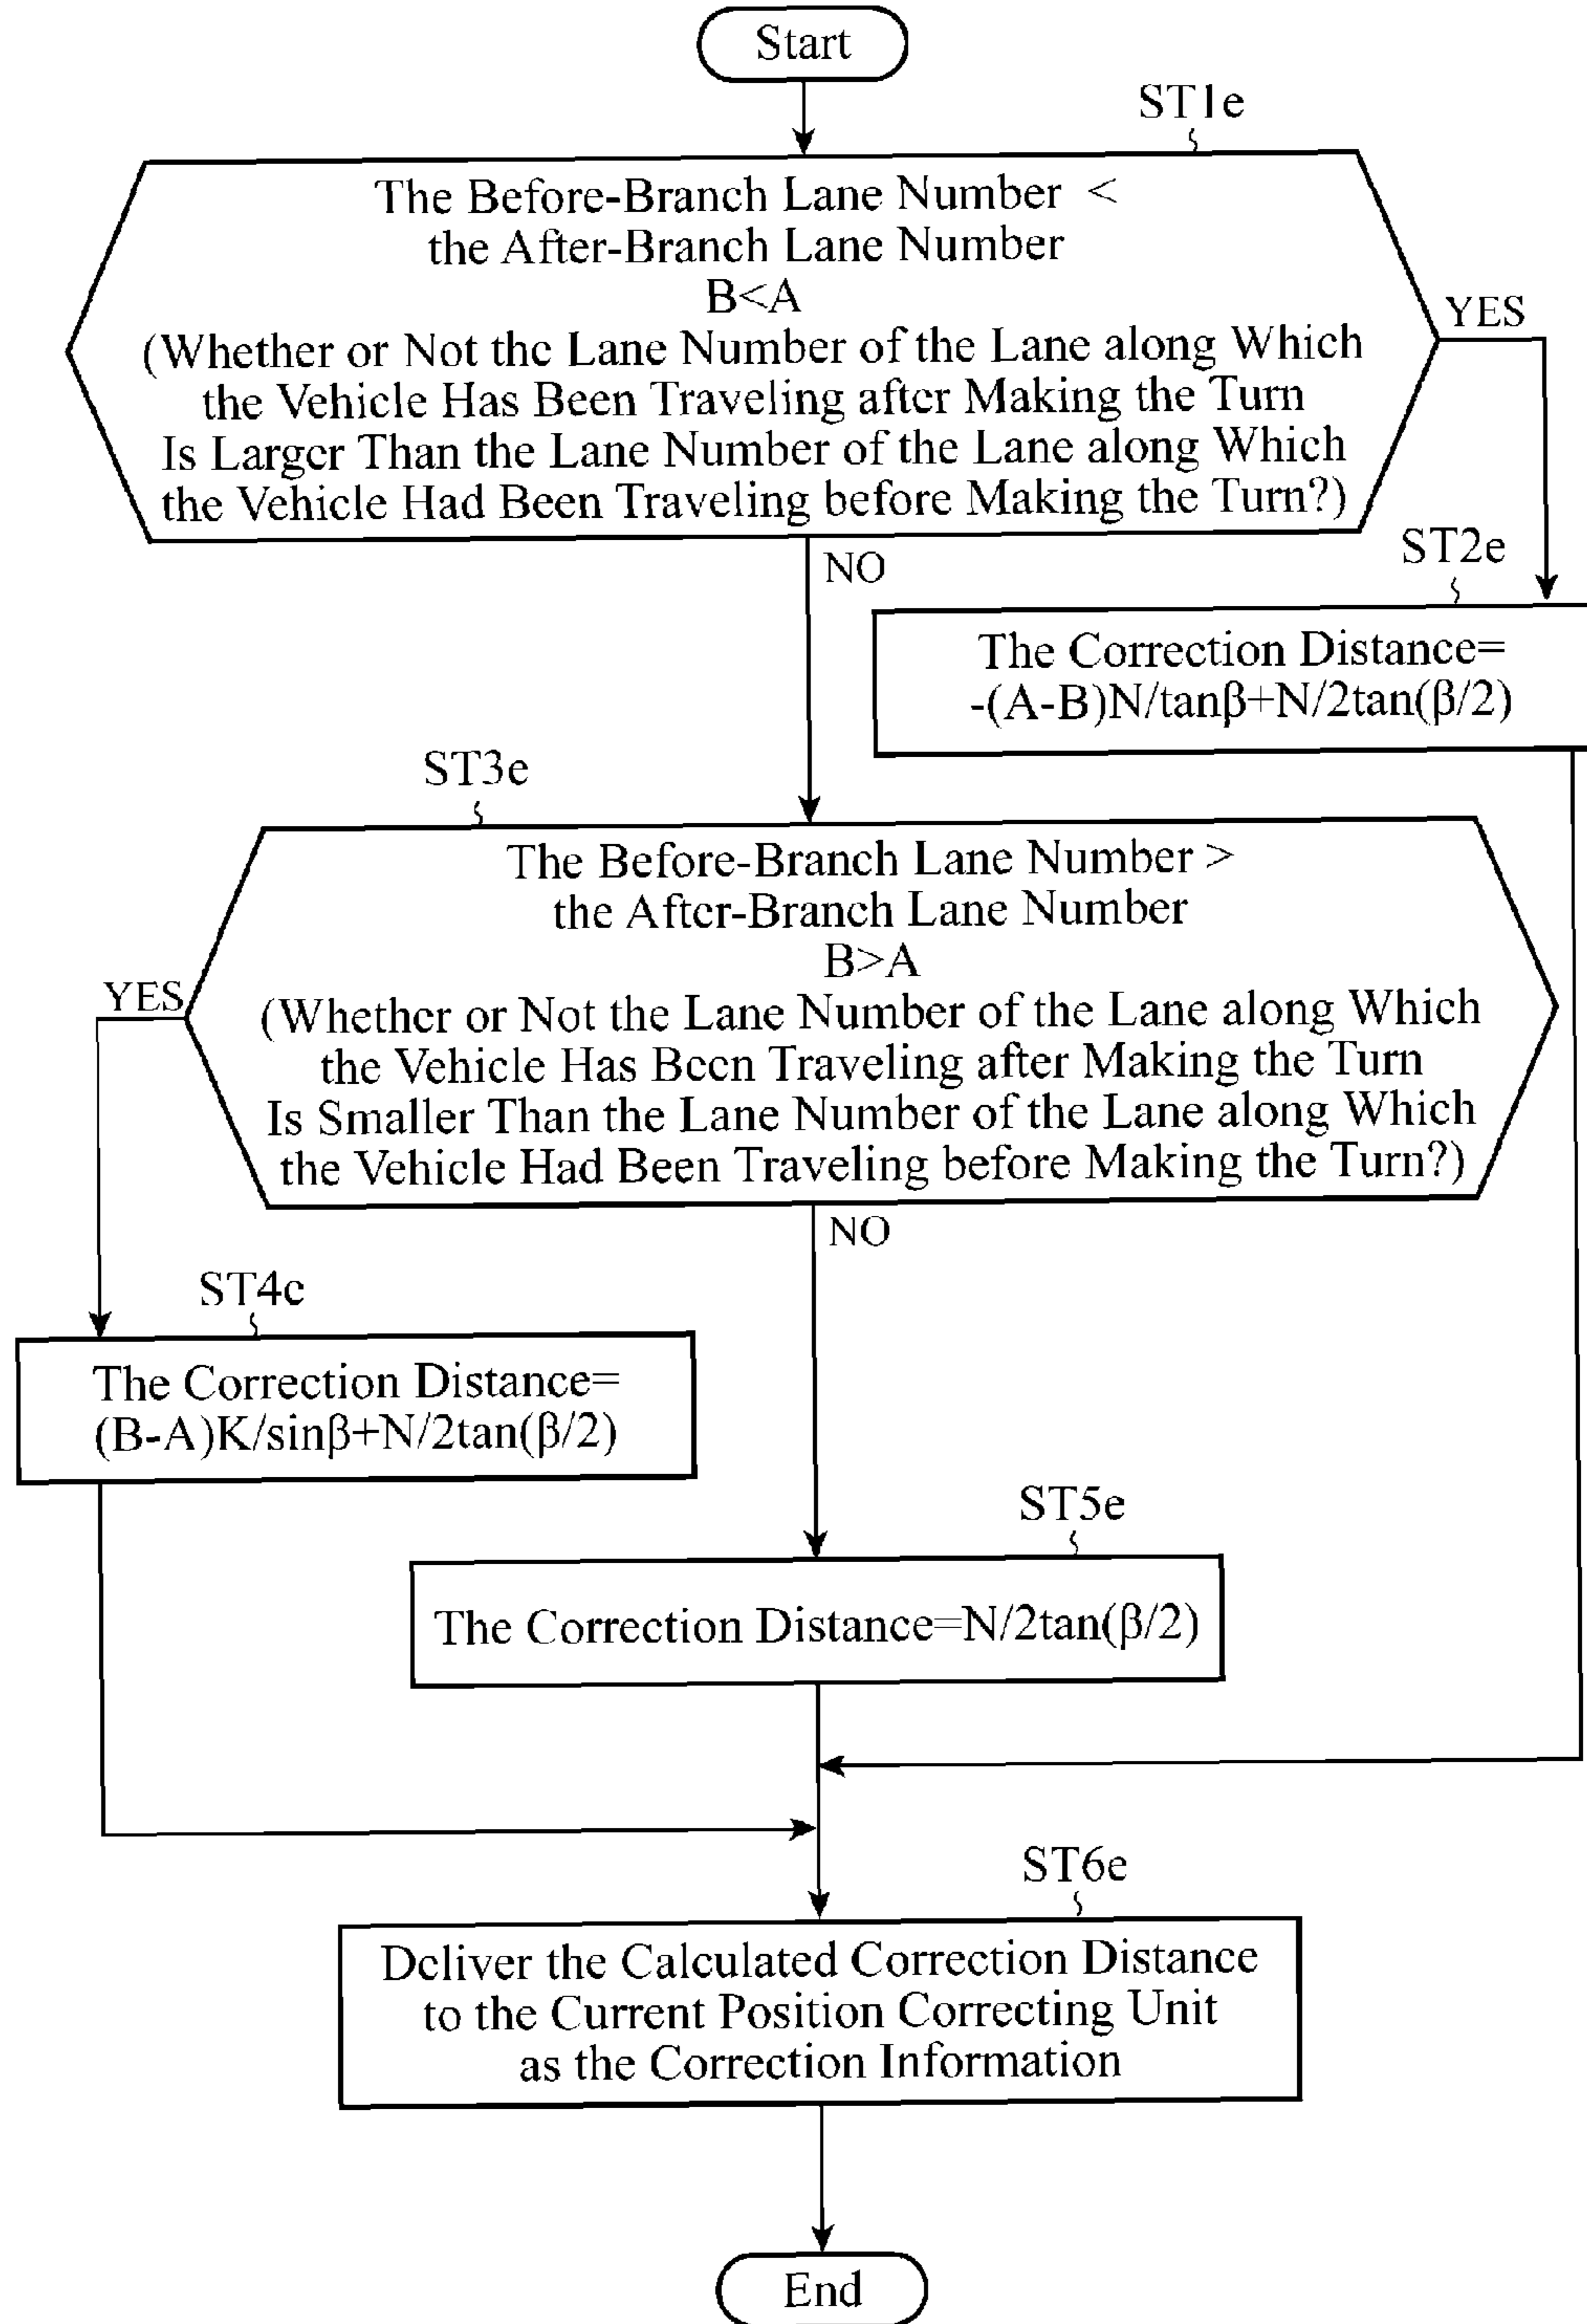 Start
ST1e
The Before-Branch Lane Number <
the After-Branch Lane Number
B<A
(Whether or Not the Lane Number of the Lane along Which
the Vehicle Has Been Traveling after Making the Turn
Is Larger Than the Lane Number of the Lane along Which
the Vehicle Had Been Traveling before Making the Turn?)
YES
NO
ST2e
The Correction Distance=
-(A-B)N/tanβ+N/2tan(β/2)
ST3e
The Before-Branch Lane Number >
the After-Branch Lane Number
B>A
(Whether or Not the Lane Number of the Lane along Which
the Vehicle Has Been Traveling after Making the Turn
Is Smaller Than the Lane Number of the Lane along Which
the Vehicle Had Been Traveling before Making the Turn?)
YES
NO
ST4e
The Correction Distance=
(B-A)K/sinβ+N/2tan(β/2)
ST5e
The Correction Distance=N/2tan(β/2)
ST6e
Deliver the Calculated Correction Distance
to the Current Position Correcting Unit
as the Correction Information
End